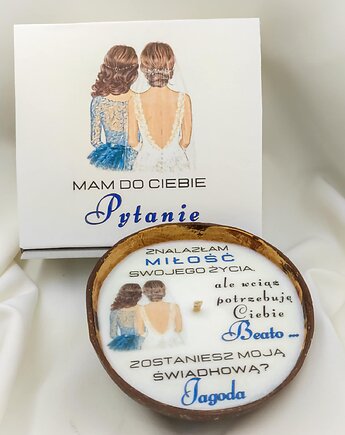 MAM DO CIEBIE
Pytanie
ZNALAZŁAM
MIŁOŚĆ
SWOJEGO ŻYCIA,
ale wciąż
potrzebuję
Ciebie
Beato ...
ZOSTANIESZ MOJĄ
ŚWIADKOWĄ?
Jagoda